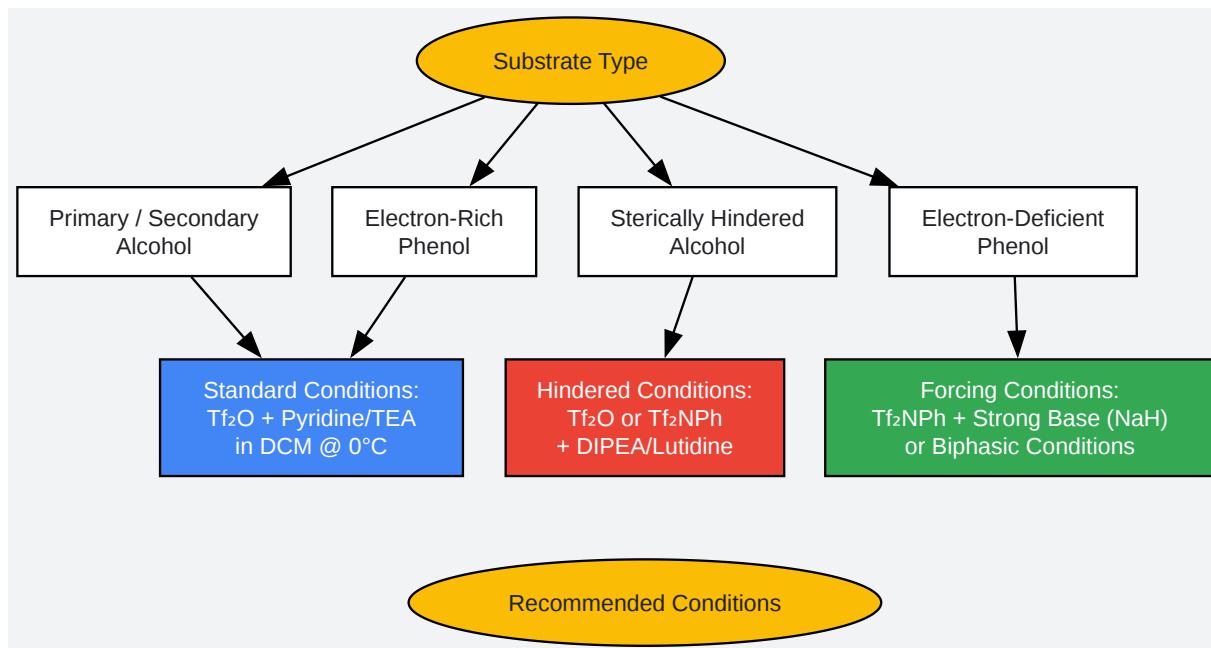 Substrate Type
Primary / Secondary
Alcohol
Electron-Rich
Phenol
Sterically Hindered
Alcohol
Electron-Deficient
Phenol
Standard Conditions:
Tf₂O + Pyridine/TEA
in DCM @ 0°C
Hindered Conditions:
Tf₂O or Tf₂NPh
+ DIPEA/Lutidine
Forcing Conditions:
Tf₂NPh + Strong Base (NaH)
or Biphasic Conditions
Recommended Conditions